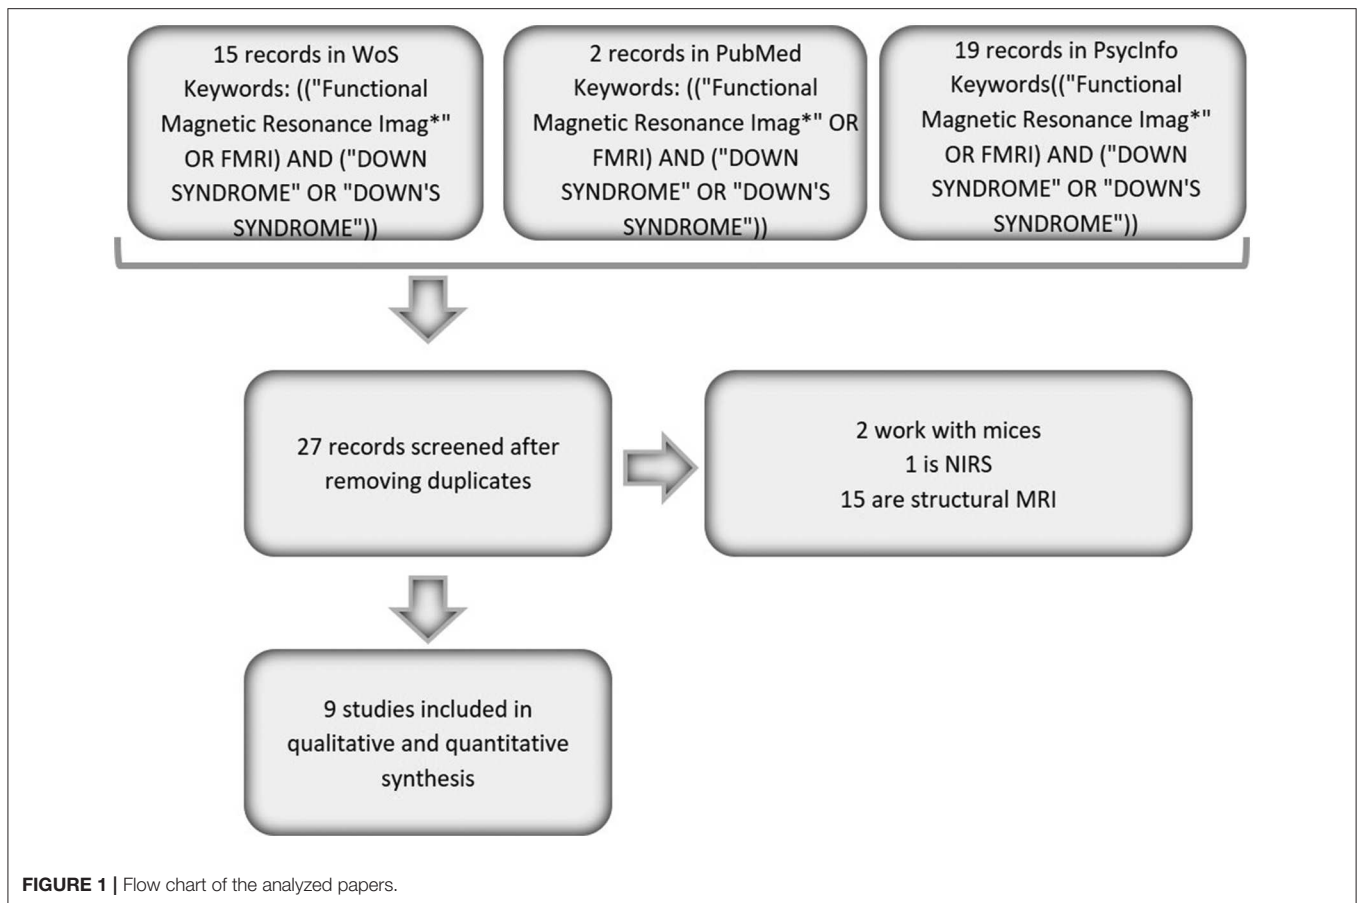 15 records in WoS
Keywords: (("Functional
Magnetic Resonance Imag*"
OR FMRI) AND ("DOWN
SYNDROME" OR "DOWN'S
SYNDROME"))
2 records in PubMed
Keywords: (("Functional
Magnetic Resonance Imag*" OR
FMRI) AND ("DOWN
SYNDROME" OR "DOWN'S
SYNDROME"))
19 records in PsycInfo
Keywords(("Functional
Magnetic Resonance Imag*"
OR FMRI) AND ("DOWN
SYNDROME" OR "DOWN'S
SYNDROME"))
27 records screened after
removing duplicates
2 work with mices
1 is NIRS
15 are structural MRI
9 studies included in
qualitative and quantitative
synthesis
FIGURE 1 | Flow chart of the analyzed papers.